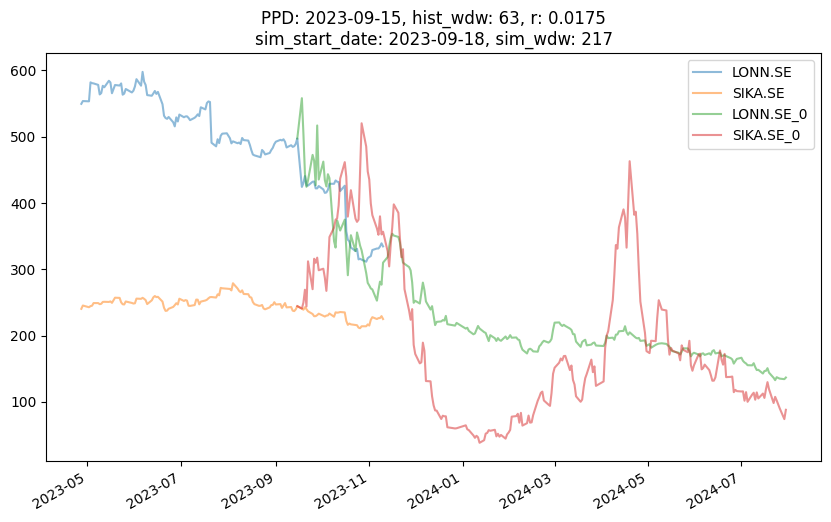 PPD: 2023-09-15, hist_wdw: 63, r: 0.0175
sim_start_date: 2023-09-18, sim_wdw: 217
LONN.SE
SIKA.SE
LONN.SE_0
SIKA.SE_0
600
500
400
300
200
100
2023-05
2023-07
2023-09
2023-11
2024-01
2024-03
2024-05
2024-07